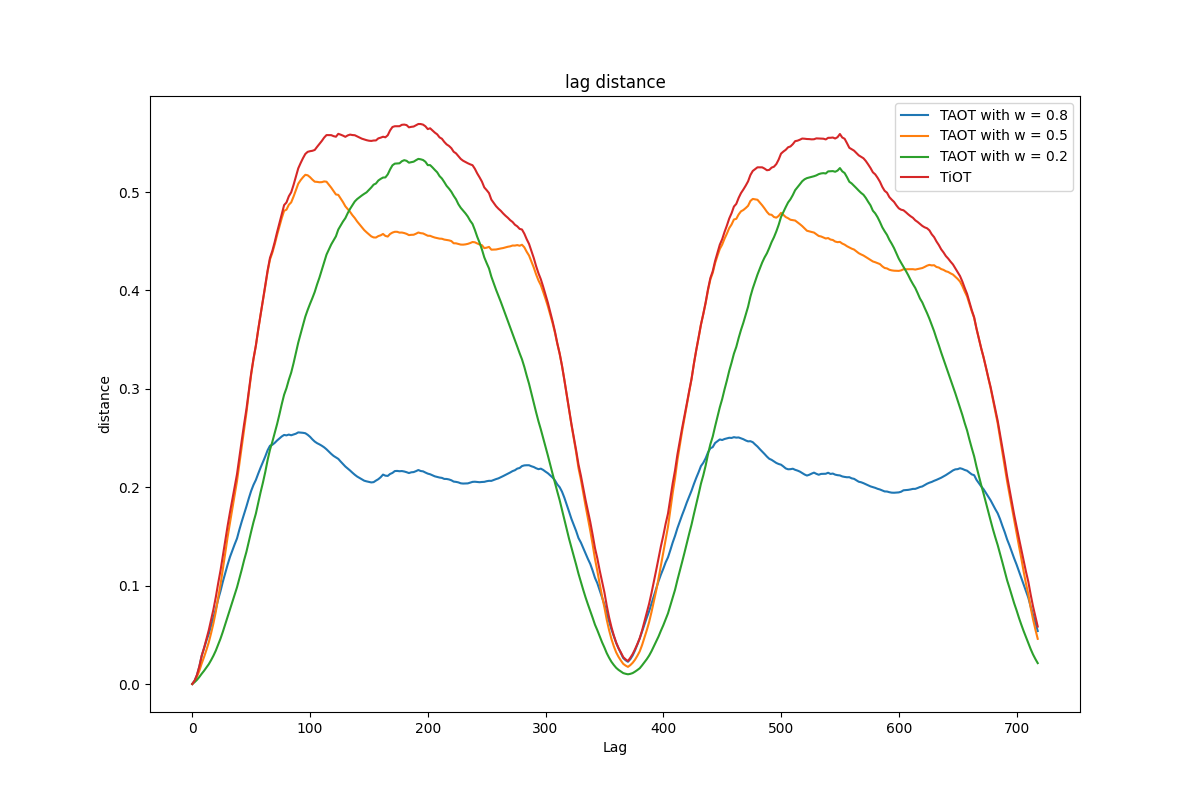 lag distance
TAOT with w = 0.8
TAOT with w = 0.5
TAOT with w = 0.2
TiOT
0.5
0.4
0.3
0.2
0.1
0.0
distance
0 100 200 300 400 500 600 700
Lag